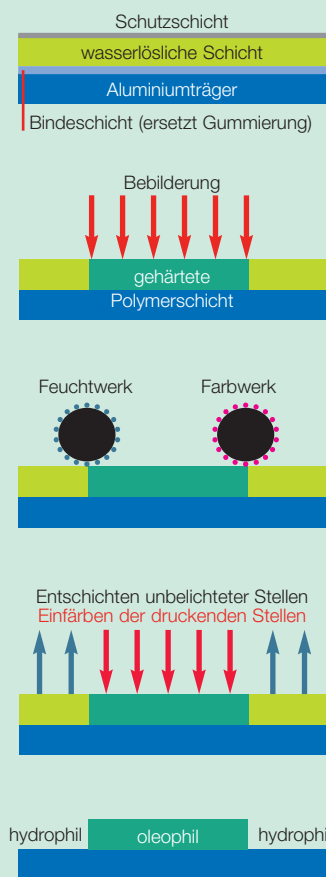 Schutzschicht
wasserlösliche Schicht
Aluminiumträger
Bindeschicht (ersetzt Gummierung)
Bebilderung
gehärtete
Polymerschicht
Feuchtwerk Farbwerk
Entschichten unbelichteter Stellen
Einfärben der druckenden Stellen
hydrophil oleophil hydrophil